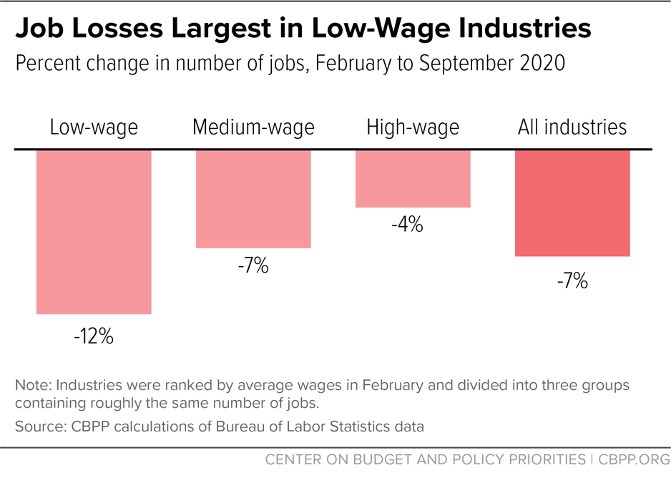 Job Losses Largest in Low-Wage Industries
Percent change in number of jobs, February to September 2020
Low-wage
Medium-wage
High-wage
All industries
-12%
-7%
-4%
-7%
Note: Industries were ranked by average wages in February and divided into three groups
containing roughly the same number of jobs.
Source: CBPP calculations of Bureau of Labor Statistics data
CENTER ON BUDGET AND POLICY PRIORITIES | CBPP.ORG